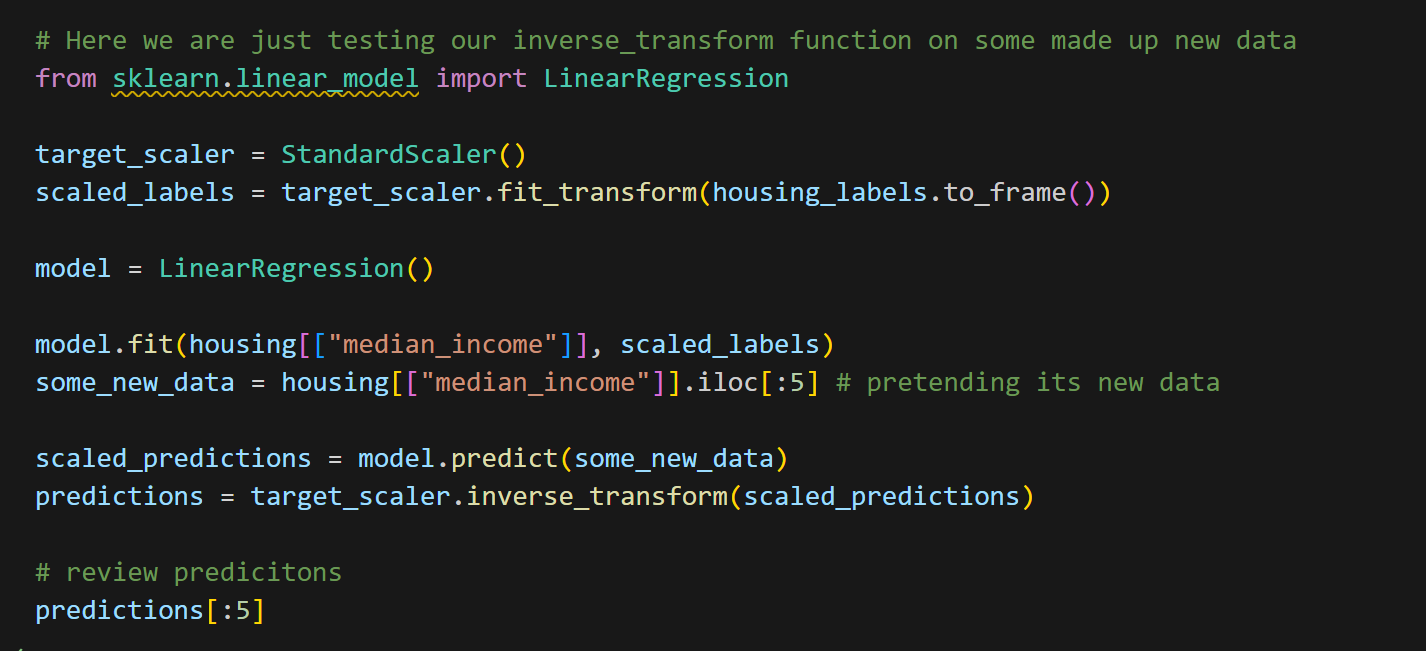 # Here we are just testing our inverse_transform function on some made up new data
from sklearn.linear_model import LinearRegression
target_scaler = StandardScaler()
scaled_labels = target_scaler.fit_transform(housing_labels.to_frame())
model = LinearRegression()
model.fit(housing[["median_income"]], scaled_labels)
some_new_data = housing[["median_income"]].iloc[:5] # pretending its new data
scaled_predictions = model.predict(some_new_data)
predictions = target_scaler.inverse_transform(scaled_predictions)
# review predicitons
predictions[:5]